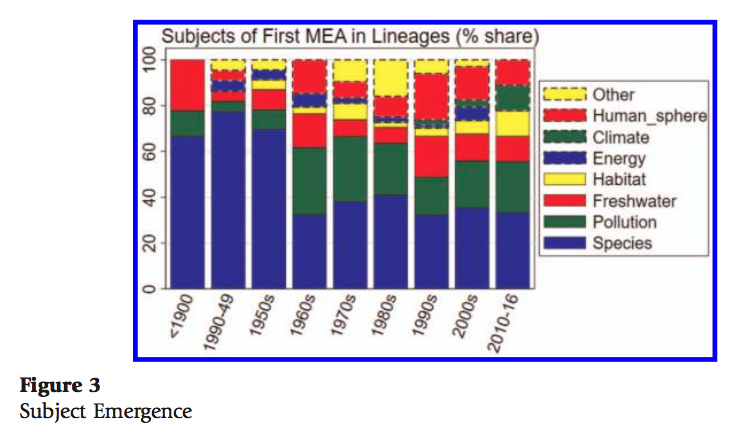 Subjects of First MEA in Lineages (% share)
100
80
60
40
20
0
<1900
1990-49
1950s
1960s
1970s
1980s
1990s
2000s
2010-16
Other
Human_sphere
Climate
Energy
Habitat
Freshwater
Pollution
Species
Figure 3
Subject Emergence